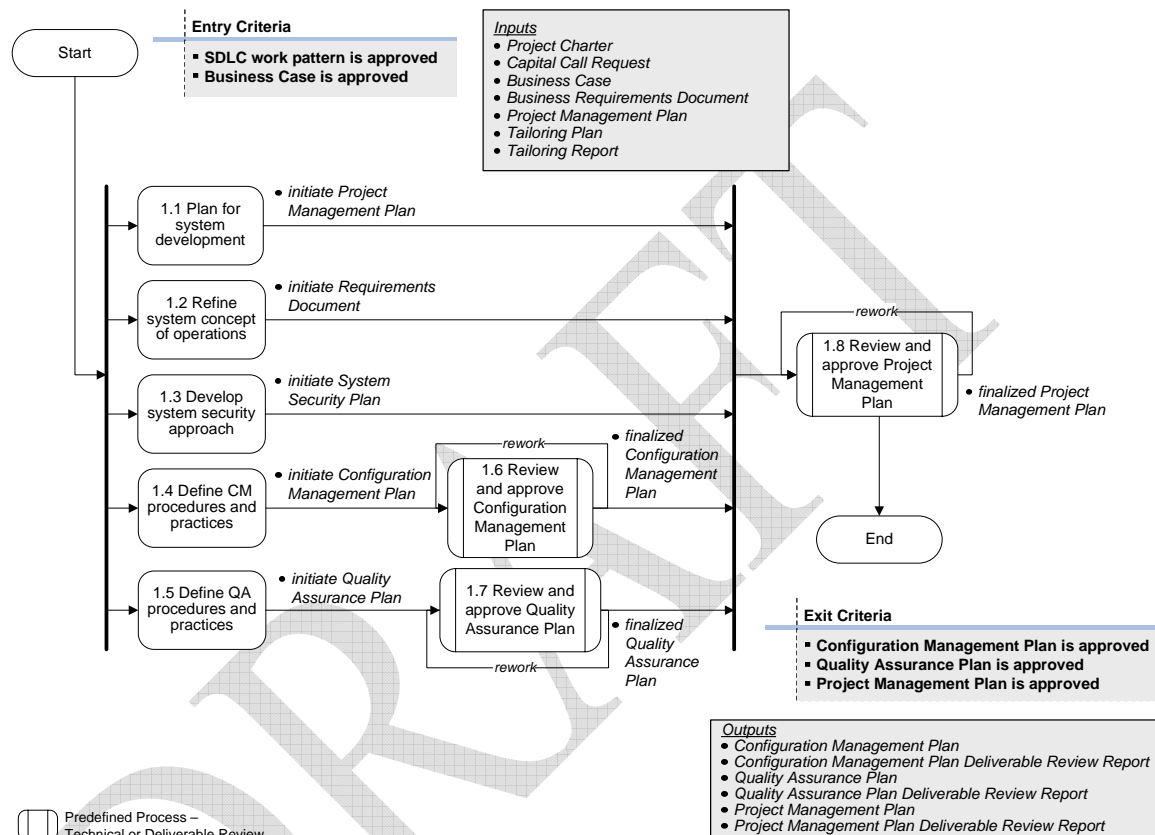 Start
Entry Criteria
▪ SDLC work pattern is approved
▪ Business Case is approved
Inputs
• Project Charter
• Capital Call Request
• Business Case
• Business Requirements Document
• Project Management Plan
• Tailoring Plan
• Tailoring Report
1.1 Plan for
system
development
• initiate Project
Management Plan
1.2 Refine
system concept
of operations
• initiate Requirements
Document
1.3 Develop
system security
approach
• initiate System
Security Plan
1.4 Define CM
procedures and
practices
• initiate Configuration
Management Plan
rework
1.6 Review
and approve
Configuration
Management
Plan
• finalized
Configuration
Management
Plan
1.5 Define QA
procedures and
practices
• initiate Quality
Assurance Plan
1.7 Review and
approve Quality
Assurance Plan
rework
• finalized
Quality
Assurance
Plan
rework
1.8 Review and
approve Project
Management
Plan
• finalized Project
Management Plan
End
Exit Criteria
▪ Configuration Management Plan is approved
▪ Quality Assurance Plan is approved
▪ Project Management Plan is approved
Outputs
• Configuration Management Plan
• Configuration Management Plan Deliverable Review Report
• Quality Assurance Plan
• Quality Assurance Plan Deliverable Review Report
• Project Management Plan
• Project Management Plan Deliverable Review Report
Predefined Process –
Technical or Deliverable Review
DRAFT